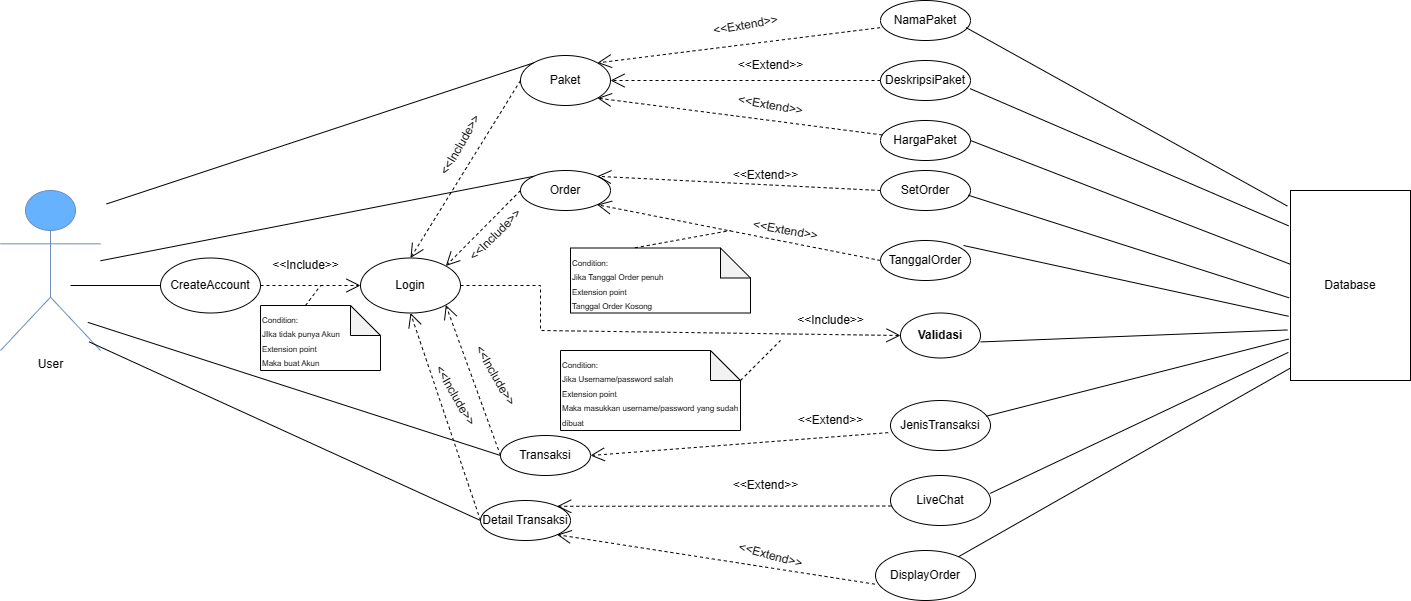 NamaPaket
<<Extend>>
Paket
<<Extend>>
DeskripsiPaket
<<Extend>>
HargaPaket
<<Include>>
Order
<<Extend>>
SetOrder
<<Include>>
<<Extend>>
TanggalOrder
CreateAccount
<<Include>>
Login
Condition:
Jika Tanggal Order penuh
Extension point
Tanggal Order Kosong
Database
Condition:
JIka tidak punya Akun
Extension point
Maka buat Akun
<<Include>>
Validasi
User
Condition:
Jika Username/password salah
Extension point
Maka masukkan username/password yang sudah
dibuat
<<Include>>
<<Include>>
<<Extend>>
JenisTransaksi
Transaksi
<<Extend>>
LiveChat
Detail Transaksi
<<Extend>>
DisplayOrder